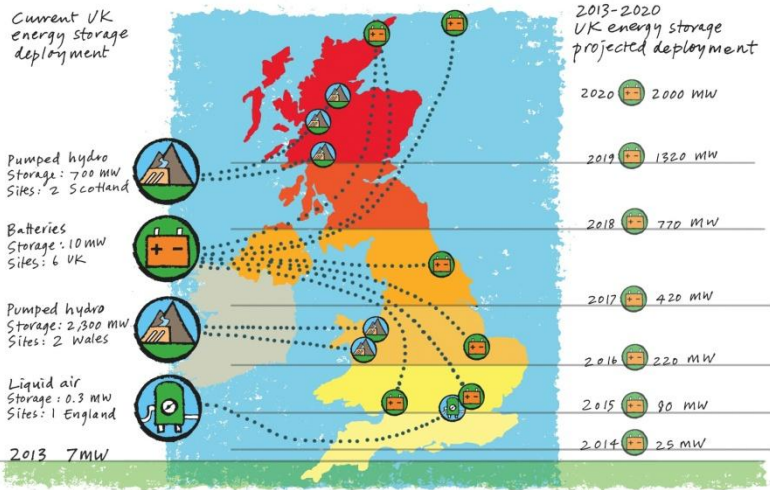 Current UK
energy storage
deployment
Pumped hydro
Storage: 700 MW
Sites: 2 Scotland
Batteries
Storage: 10 MW
Sites: 6 UK
Pumped hydro
Storage: 2,300 MW
Sites: 2 Wales
Liquid air
Storage: 0.3 MW
Sites: 1 England
2013 7MW
2013-2020
UK energy storage
projected deployment
2020 2000 MW
2019 1320 MW
2018 770 MW
2017 420 MW
2016 220 MW
2015 90 MW
2014 25 MW